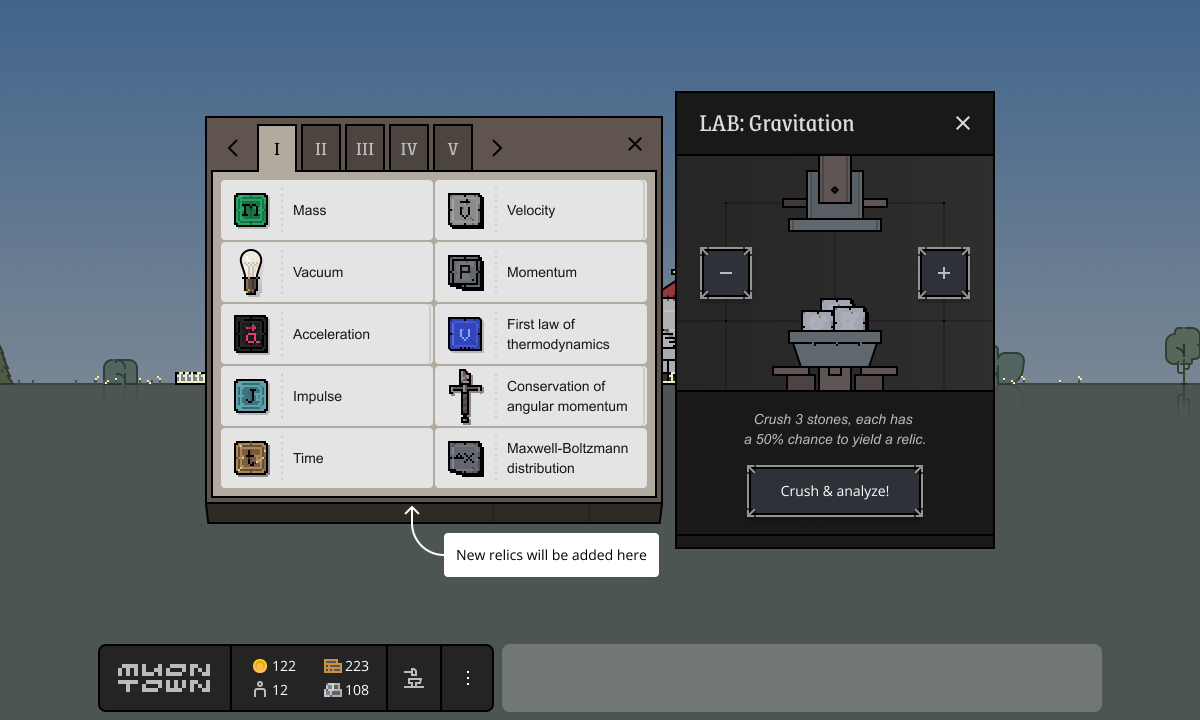 I II III IV V
Mass
Velocity
Vacuum
Momentum
Acceleration
First law of
thermodynamics
Impulse
Conservation of
angular momentum
Time
Maxwell-Boltzmann
distribution
New relics will be added here
LAB: Gravitation
Crush 3 stones, each has
a 50% chance to yield a relic.
Crush & analyze!
MUON
TOWN
122 223
12 108